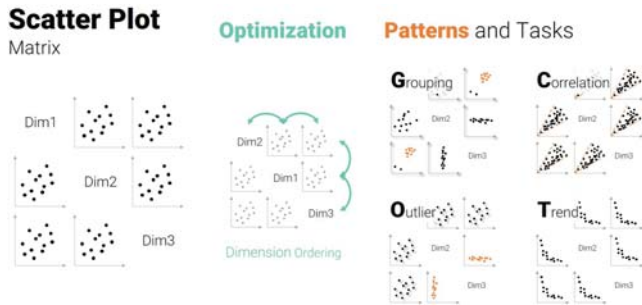 Scatter Plot
Matrix
Dim1
Dim2
Dim3
Optimization
Dim2
Dim1
Dim3
Dimension Ordering
Patterns and Tasks
Grouping
Dim2
Dim3
Correlation
Dim2
Dim3
Outlier
Dim2
Dim3
Trend
Dim2
Dim3